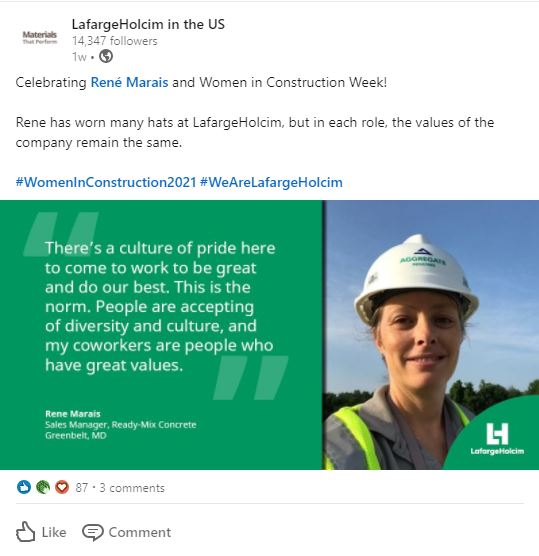 Materials
That Perform
LafargeHolcim in the US
14,347 followers
1w •
Celebrating René Marais and Women in Construction Week!
Rene has worn many hats at LafargeHolcim, but in each role, the values of the
company remain the same.
#WomenInConstruction2021 #WeAreLafargeHolcim
There's a culture of pride here
to come to work to be great
and do our best. This is the
norm. People are accepting
of diversity and culture, and
my coworkers are people who
have great values.
Rene Marais
Sales Manager, Ready-Mix Concrete
Greenbelt, MD
AGGREGATE
LafargeHolcim
87 • 3 comments
Like
Comment